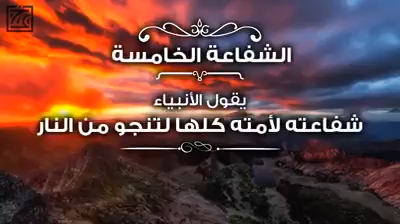 الشفاعة الخامسة
يقول الأنبياء
شفاعته لأمته كلها لتنجو من النار